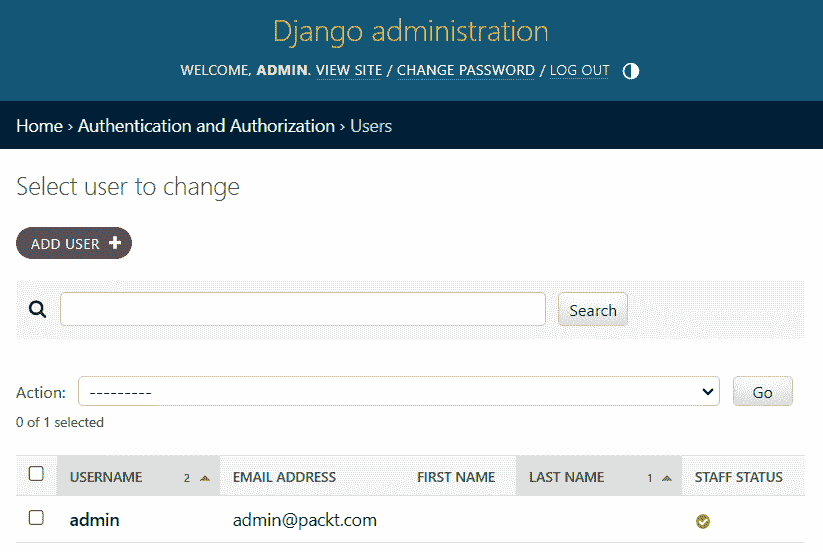 Django administration
WELCOME, ADMIN. VIEW SITE / CHANGE PASSWORD / LOG OUT
Home › Authentication and Authorization › Users
Select user to change
ADD USER +
Search
Action: --------- Go
0 of 1 selected
USERNAME 2 EMAIL ADDRESS FIRST NAME LAST NAME 1 STAFF STATUS
admin admin@packt.com